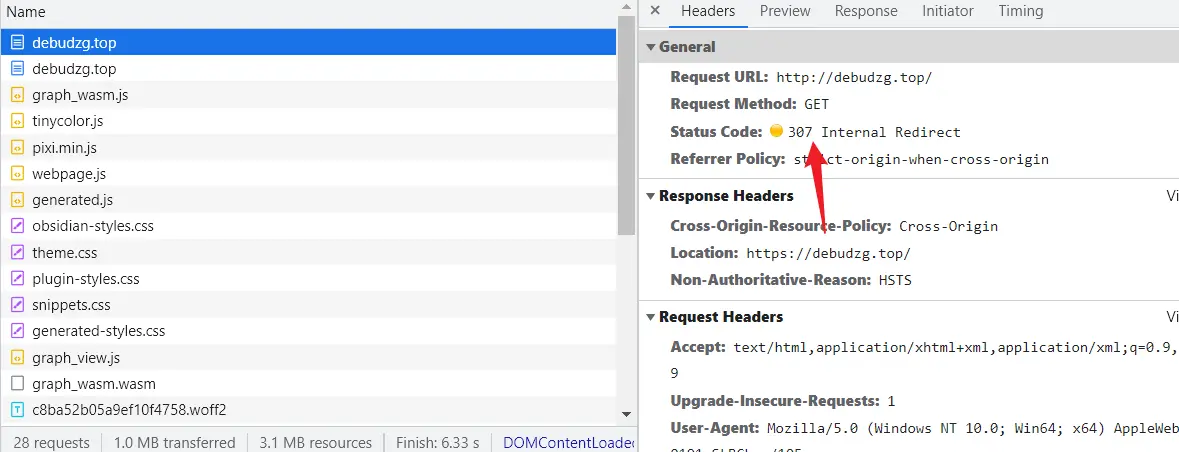 Name
debudzg.top
debudzg.top
graph_wasm.js
tinycolor.js
pixi.min.js
webpage.js
generated.js
obsidian-styles.css
theme.css
plugin-styles.css
snippets.css
generated-styles.css
graph_view.js
graph_wasm.wasm
c8ba52b05a9ef10f4758.woff2
28 requests 1.0 MB transferred 3.1 MB resources Finish: 6.33 s DOMContentLoaded
× Headers Preview Response Initiator Timing
General
Request URL: http://debudzg.top/
Request Method: GET
Status Code: 307 Internal Redirect
Referrer Policy: strict-origin-when-cross-origin
Response Headers Vi
Cross-Origin-Resource-Policy: Cross-Origin
Location: https://debudzg.top/
Non-Authoritative-Reason: HSTS
Request Headers Vi
Accept: text/html,application/xhtml+xml,application/xml;q=0.9,
9
Upgrade-Insecure-Requests: 1
User-Agent: Mozilla/5.0 (Windows NT 10.0; Win64; x64) AppleWeb